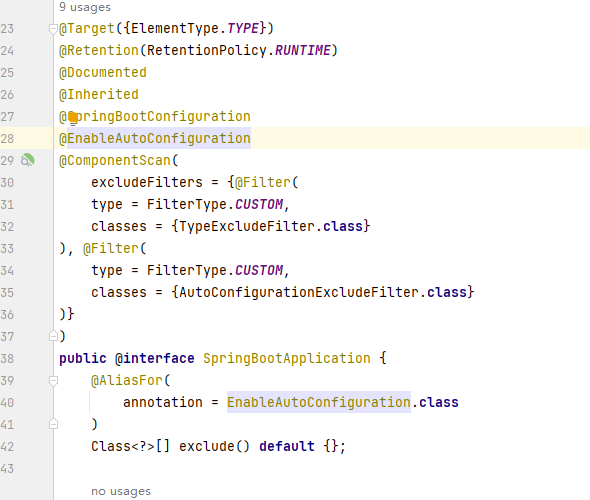 9 usages
23 @Target({ElementType.TYPE})
24 @Retention(RetentionPolicy.RUNTIME)
25 @Documented
26 @Inherited
27 @SpringBootConfiguration
28 @EnableAutoConfiguration
29 @ComponentScan(
30 excludeFilters = {@Filter(
31 type = FilterType.CUSTOM,
32 classes = {TypeExcludeFilter.class}
33 ), @Filter(
34 type = FilterType.CUSTOM,
35 classes = {AutoConfigurationExcludeFilter.class}
36 )}
37 )
38 public @interface SpringBootApplication {
39 @AliasFor(
40 annotation = EnableAutoConfiguration.class
41 )
42 Class<?>[] exclude() default {};
43
no usages